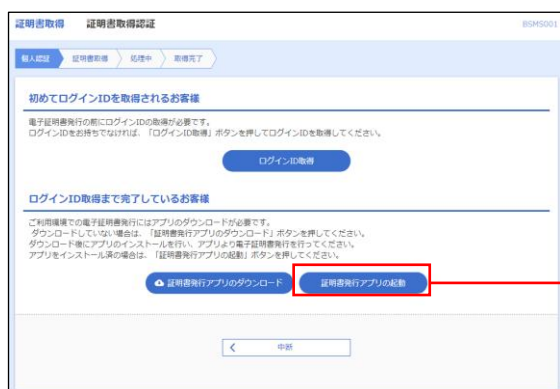 証明書取得 証明書取得認証 BSMS001
個人認証 証明書取得 処理中 取得完了
初めてログインIDを取得されるお客様
電子証明書発行の前にログインIDの取得が必要です。
ログインIDをお持ちでなければ、「ログインID取得」ボタンを押してログインIDを取得してください。
ログインID取得
ログインID取得まで完了しているお客様
ご利用環境での電子証明書発行にはアプリのダウンロードが必要です。
ダウンロードしていない場合は、「証明書発行アプリのダウンロード」ボタンを押してください。
ダウンロード後にアプリのインストールを行い、アプリより電子証明書発行を行ってください。
アプリをインストール済の場合は、「証明書発行アプリの起動」ボタンを押してください。
証明書発行アプリのダウンロード 証明書発行アプリの起動
中断